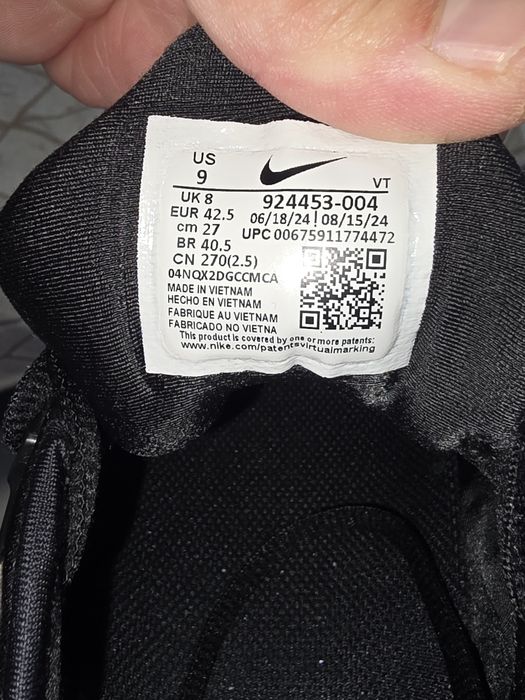 US
9
VT
UK 8
924453-004
EUR 42.5
06/18/24 | 08/15/24
cm 27
UPC 00675911774472
BR 40.5
CN 270(2.5)
04NQX2DGCCMCA
MADE IN VIETNAM
HECHO EN VIETNAM
FABRIQUE AU VIETNAM
FABRICADO NO VIETNA
This product is covered by one or more patents:
www.nike.com/patentsvirtualmarking